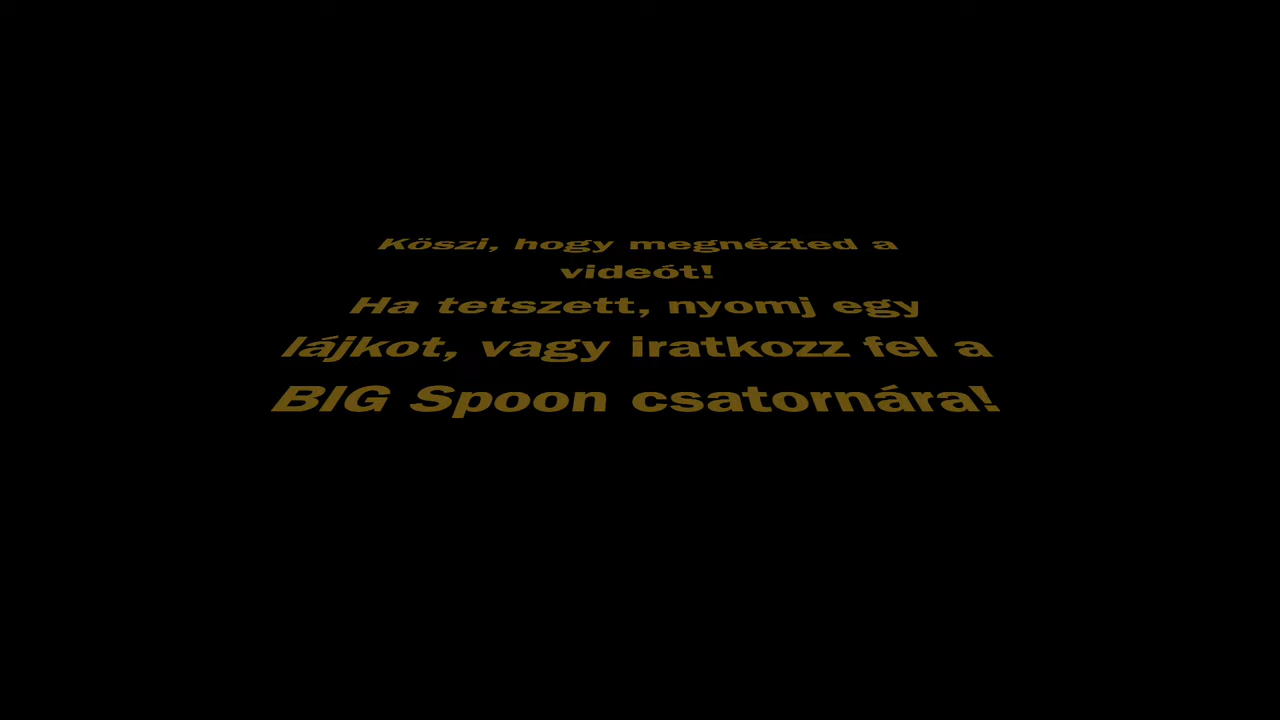 Köszi, hogy megnézted a
videót!
Ha tetszett, nyomj egy
lájkot, vagy iratkozz fel a
BIG Spoon csatornára!